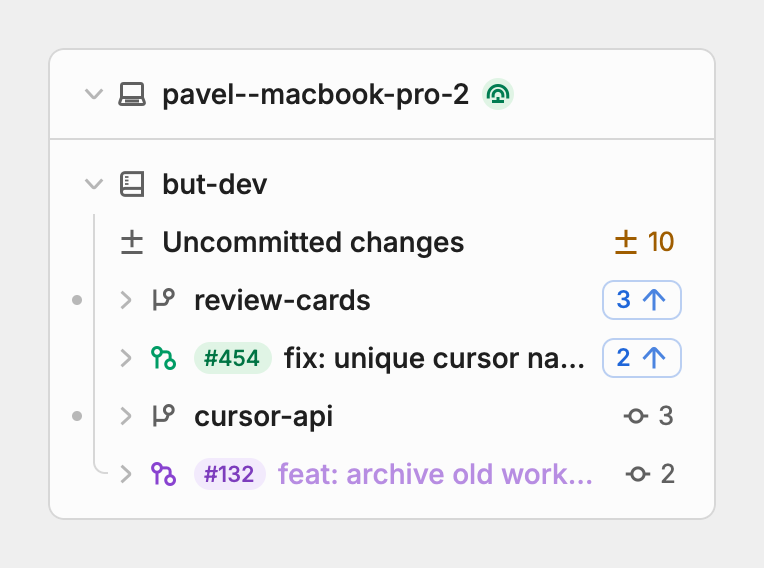 pavel--macbook-pro-2
but-dev
Uncommitted changes ± 10
review-cards 3 ↑
#454 fix: unique cursor na... 2 ↑
cursor-api 3
#132 feat: archive old work... 2